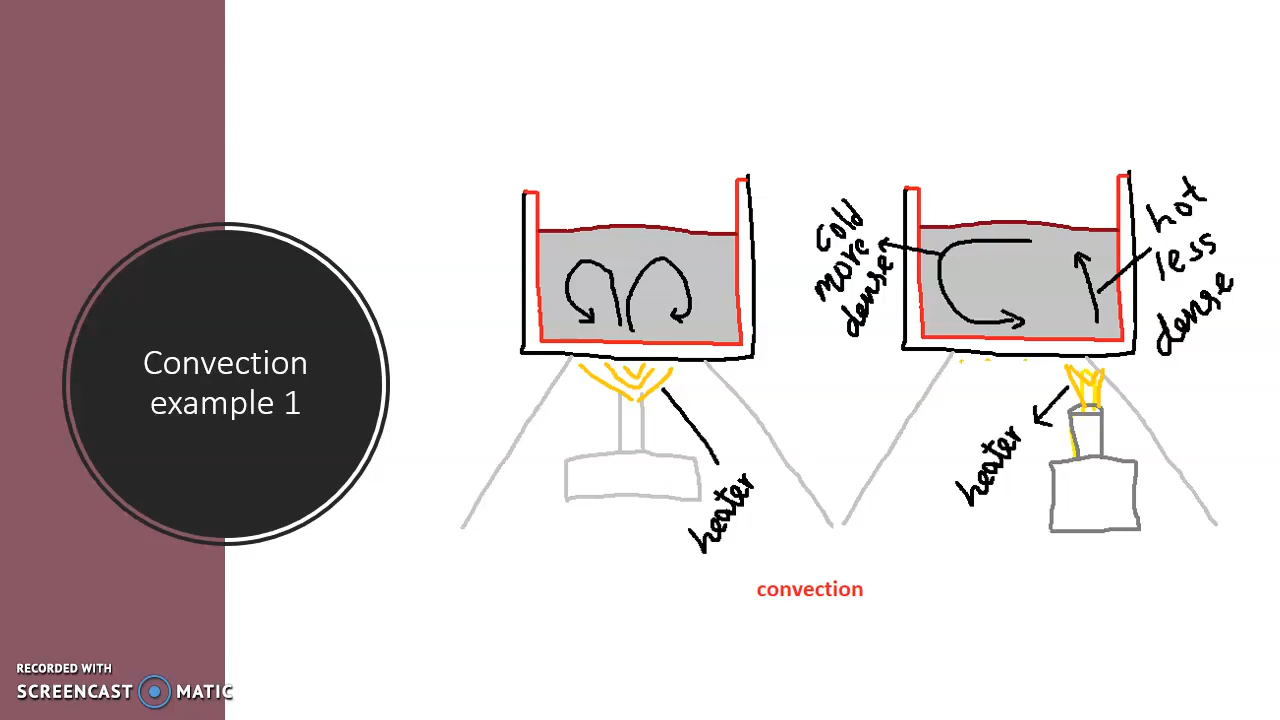 Convection
example 1
cold
more
dense
hot
less
dense
heater
heater
convection
RECORDED WITH
SCREENCAST MATIC